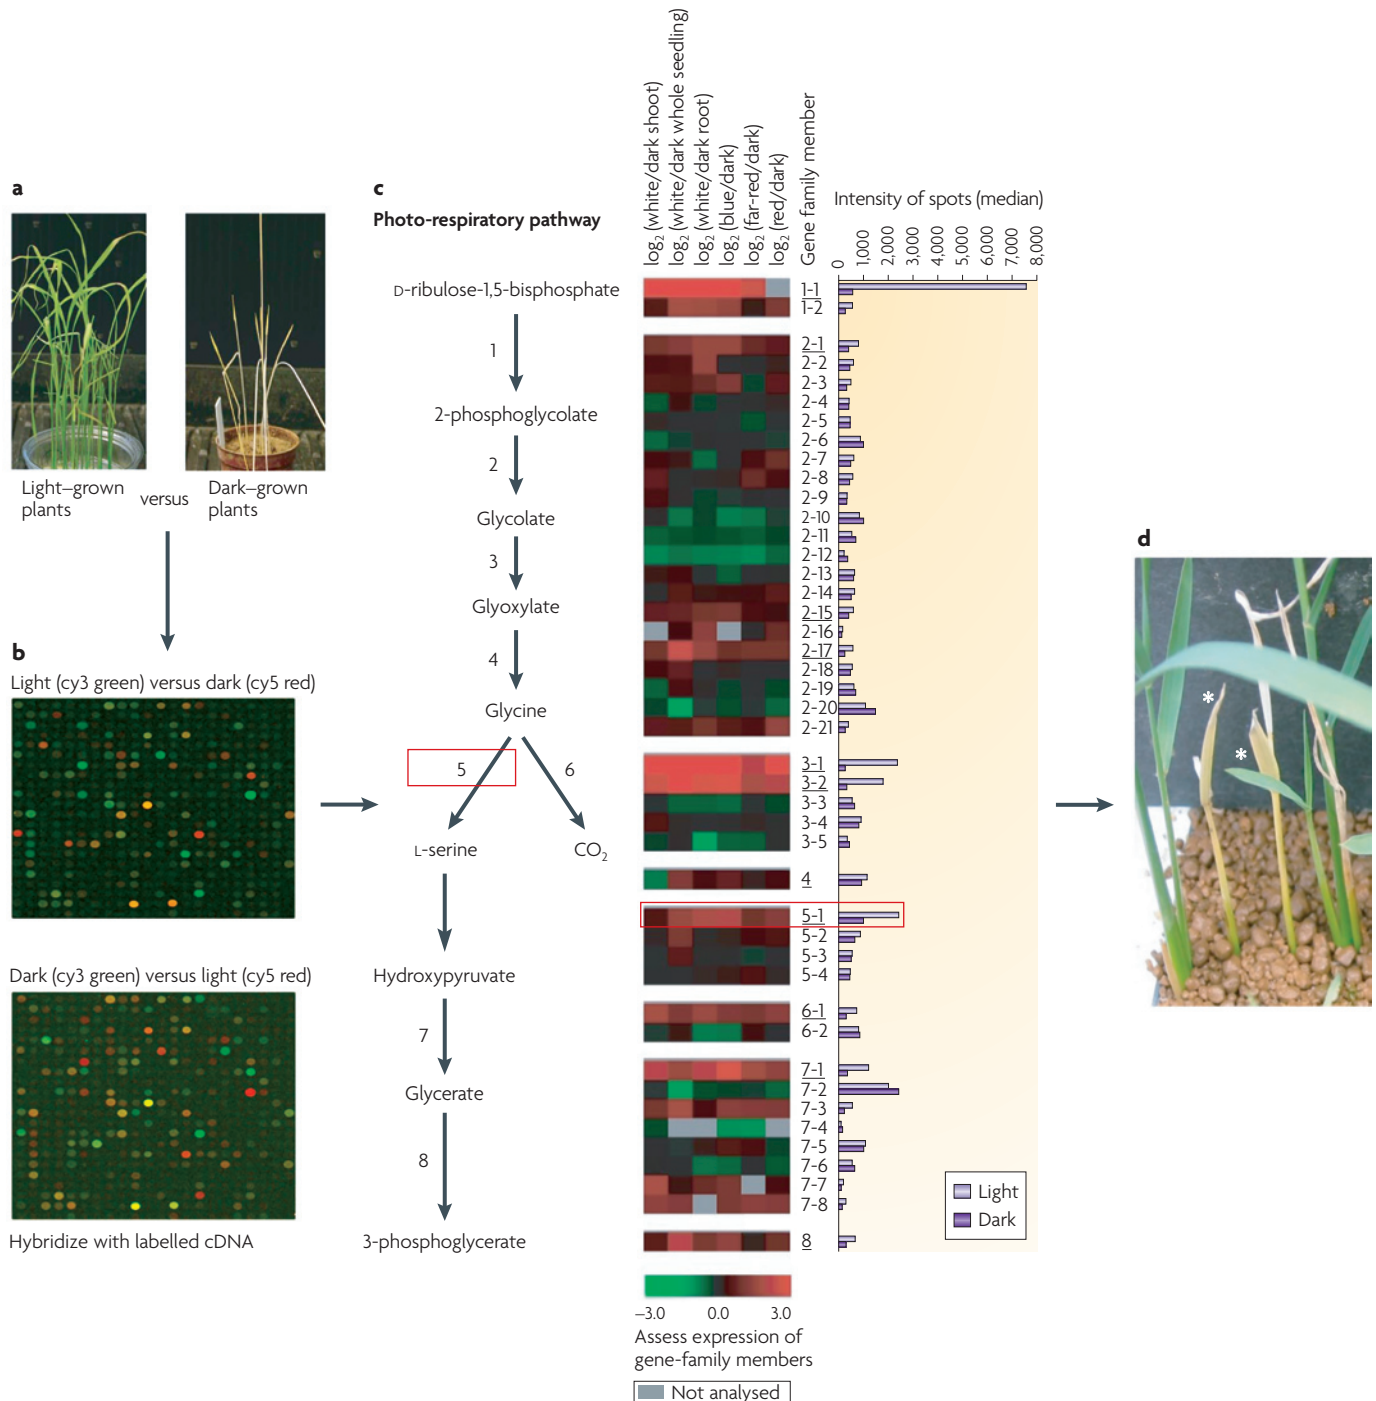 a
Light–grown
plants
versus
Dark–grown
plants
b
Light (cy3 green) versus dark (cy5 red)
Dark (cy3 green) versus light (cy5 red)
Hybridize with labelled cDNA
c
Photo-respiratory pathway
D-ribulose-1,5-bisphosphate
1
2-phosphoglycolate
2
Glycolate
3
Glyoxylate
4
Glycine
5
6
L-serine
CO₂
Hydroxypyruvate
7
Glycerate
8
3-phosphoglycerate
log₂ (white/dark shoot)
log₂ (white/dark whole seedling)
log₂ (white/dark root)
log₂ (blue/dark)
log₂ (far-red/dark)
log₂ (red/dark)
Gene family member
Intensity of spots (median)
0
1,000
2,000
3,000
4,000
5,000
6,000
7,000
8,000
1-1
1-2
2-1
2-2
2-3
2-4
2-5
2-6
2-7
2-8
2-9
2-10
2-11
2-12
2-13
2-14
2-15
2-16
2-17
2-18
2-19
2-20
2-21
3-1
3-2
3-3
3-4
3-5
4
5-1
5-2
5-3
5-4
6-1
6-2
7-1
7-2
7-3
7-4
7-5
7-6
7-7
7-8
8
Light
Dark
–3.0
0.0
3.0
Assess expression of
gene-family members
Not analysed
d
*
*